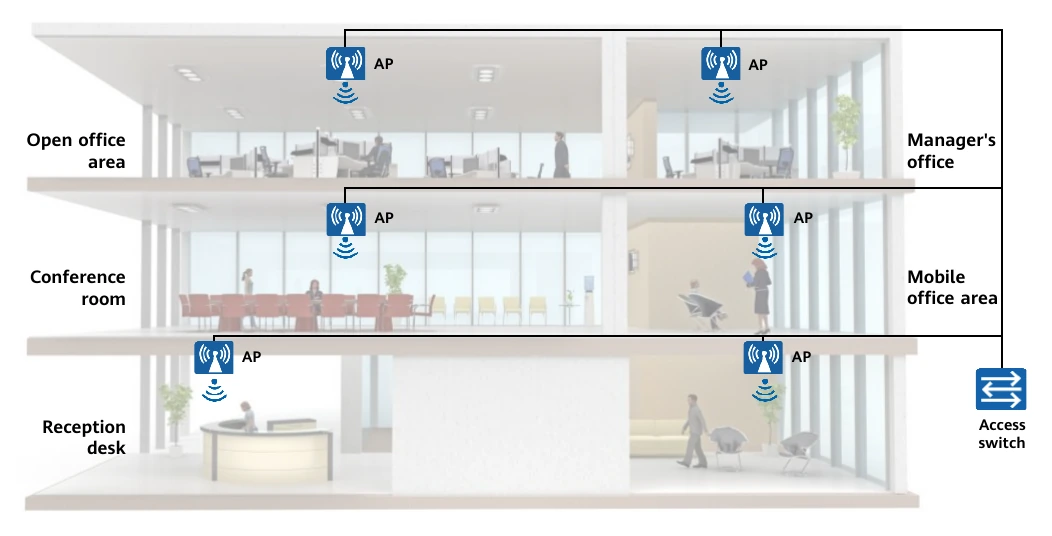 AP
AP
Open office
area
Manager's
office
AP
AP
Conference
room
Mobile
office area
AP
AP
Reception
desk
Access
switch